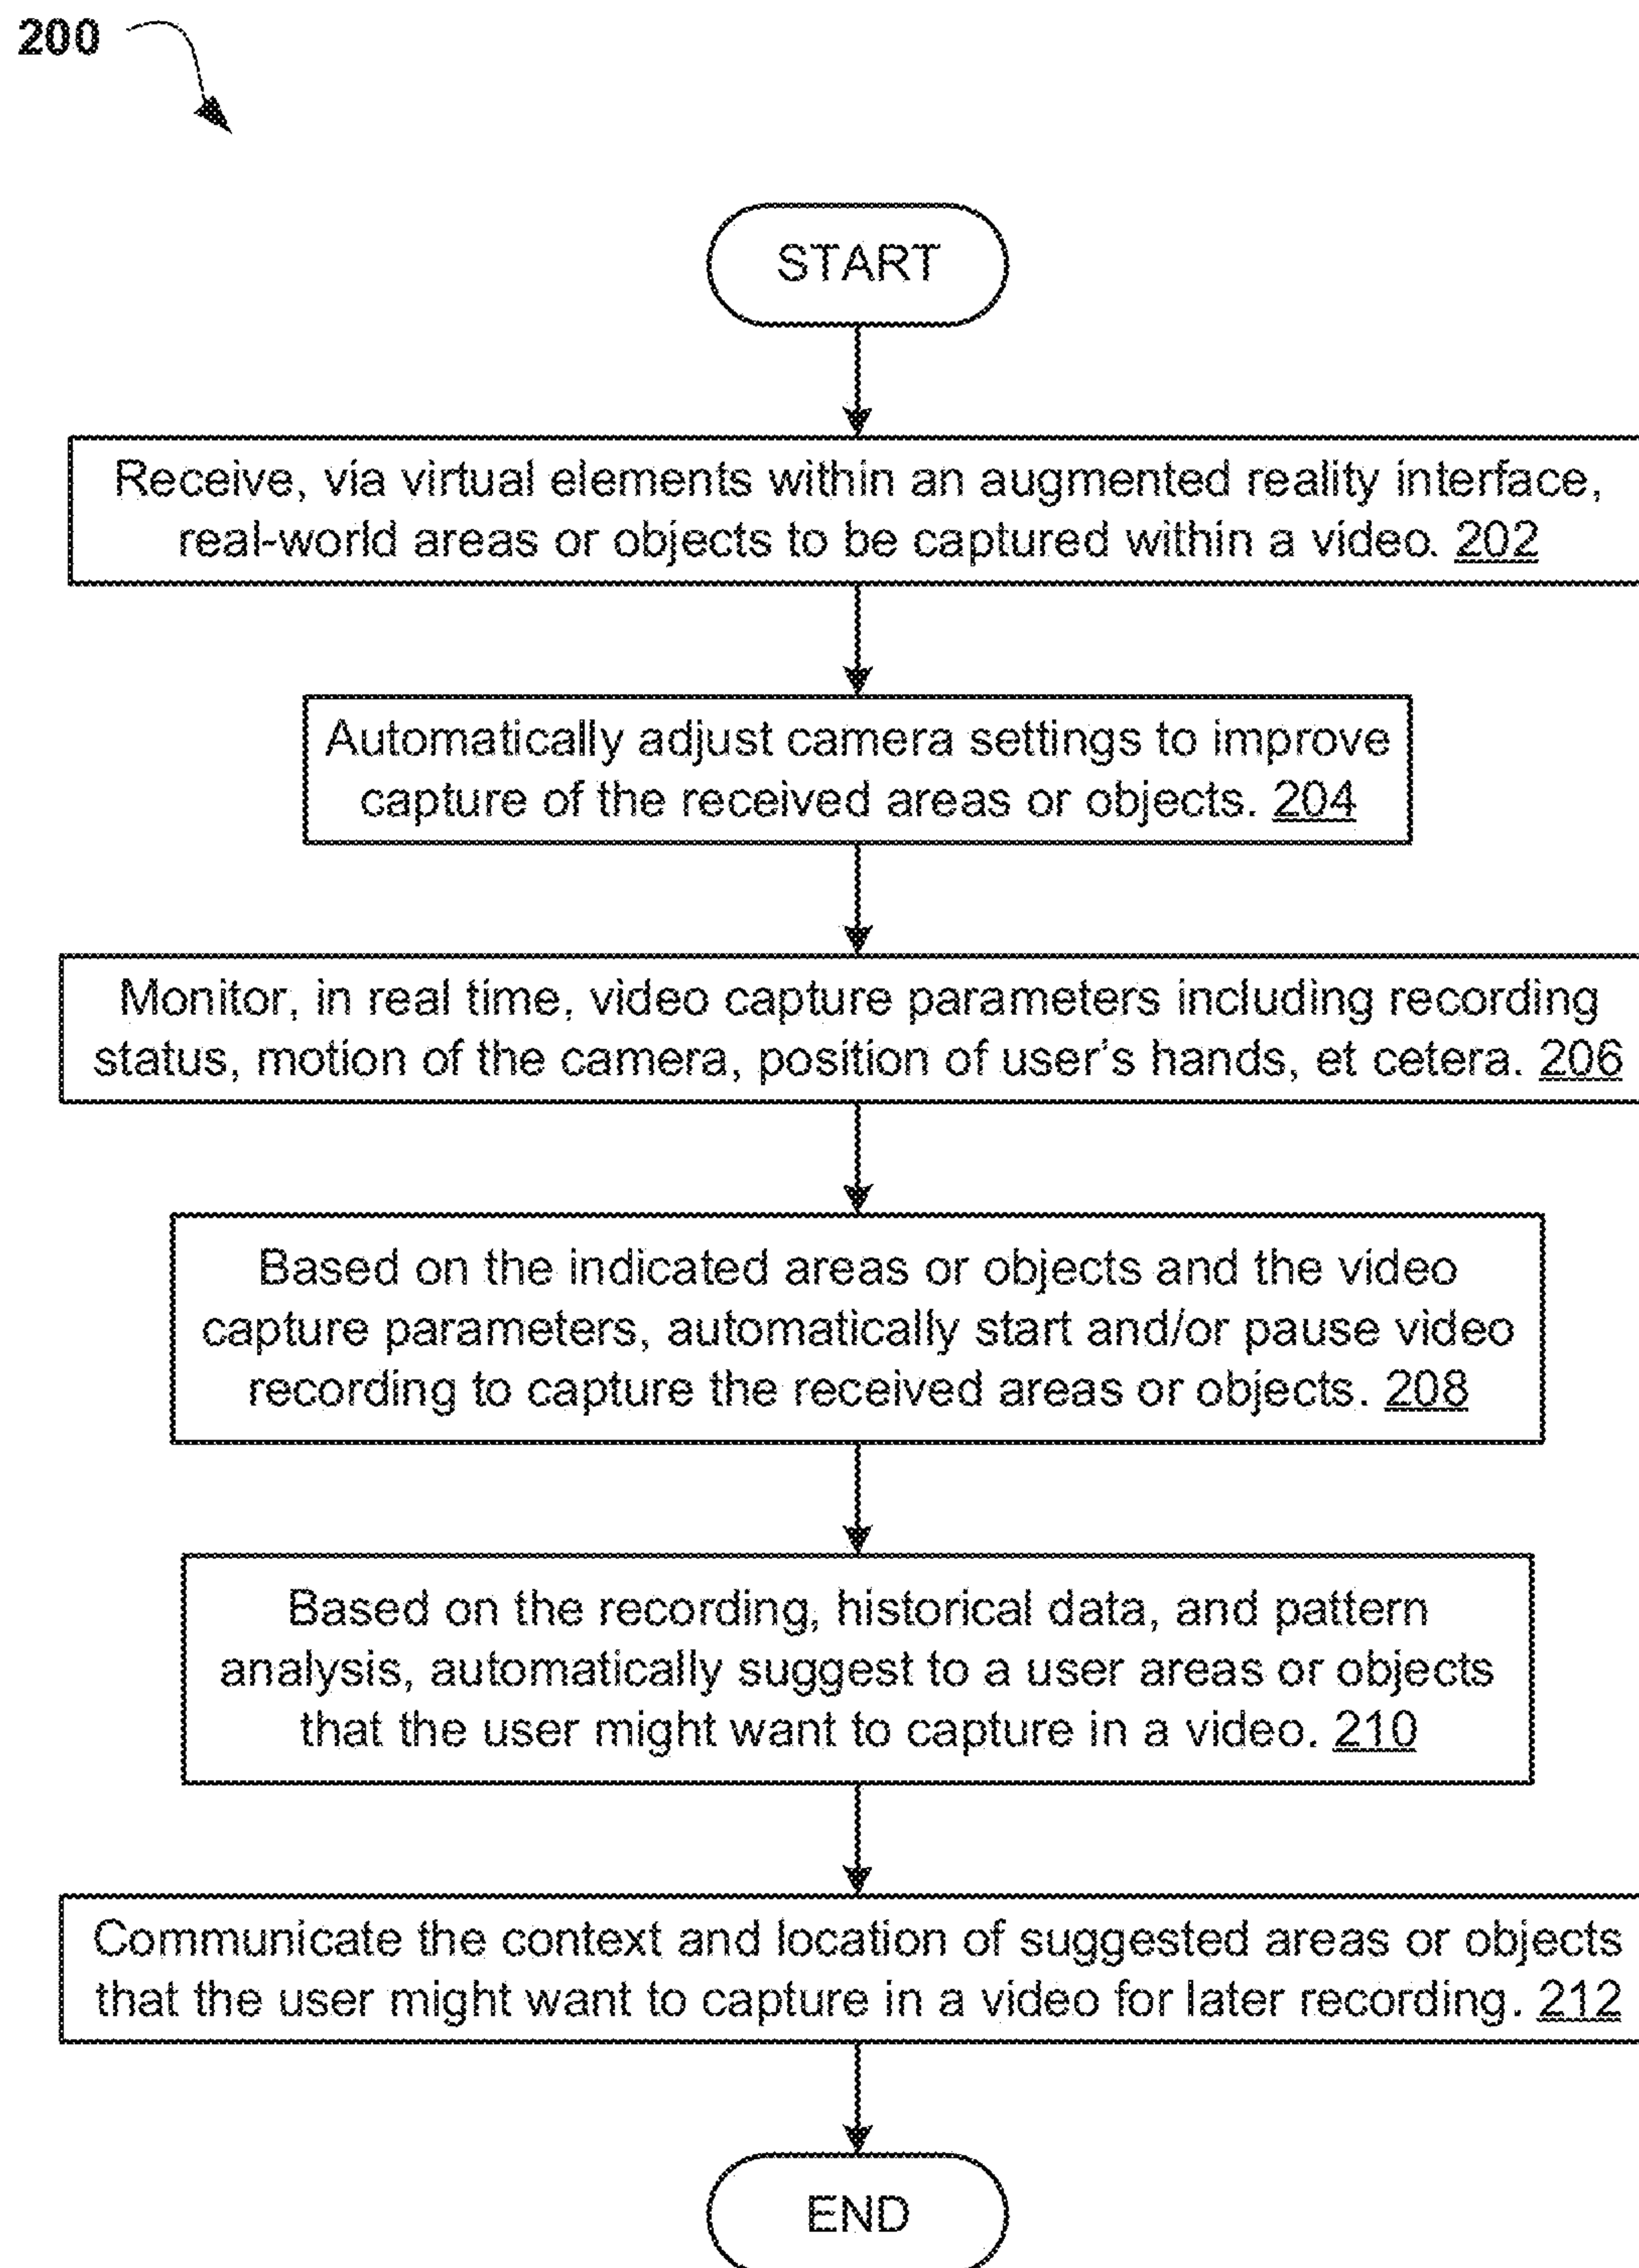 200
START
Receive, via virtual elements within an augmented reality interface,
real-world areas or objects to be captured within a video. 202
Automatically adjust camera settings to improve
capture of the received areas or objects. 204
Monitor, in real time, video capture parameters including recording
status, motion of the camera, position of user's hands, et cetera. 206
Based on the indicated areas or objects and the video
capture parameters, automatically start and/or pause video
recording to capture the received areas or objects. 208
Based on the recording, historical data, and pattern
analysis, automatically suggest to a user areas or objects
that the user might want to capture in a video. 210
Communicate the context and location of suggested areas or objects
that the user might want to capture in a video for later recording. 212
END